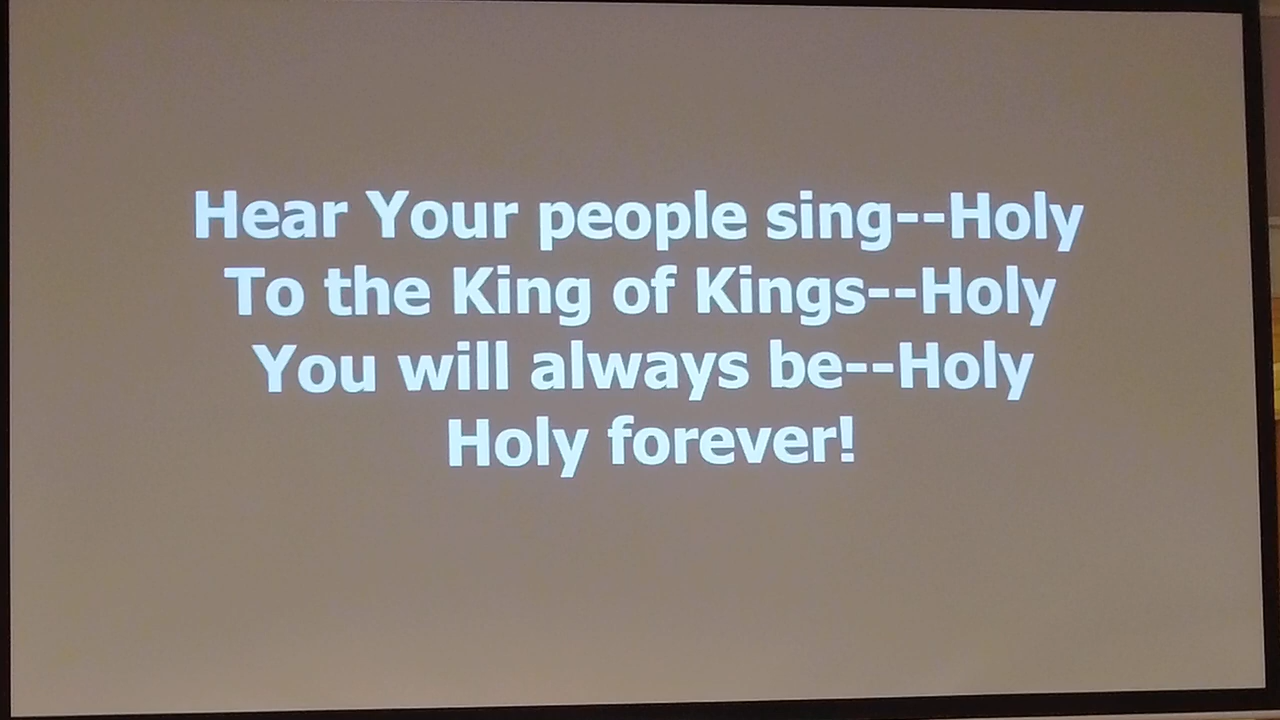 Hear Your people sing--Holy
To the King of Kings--Holy
You will always be--Holy
Holy forever!